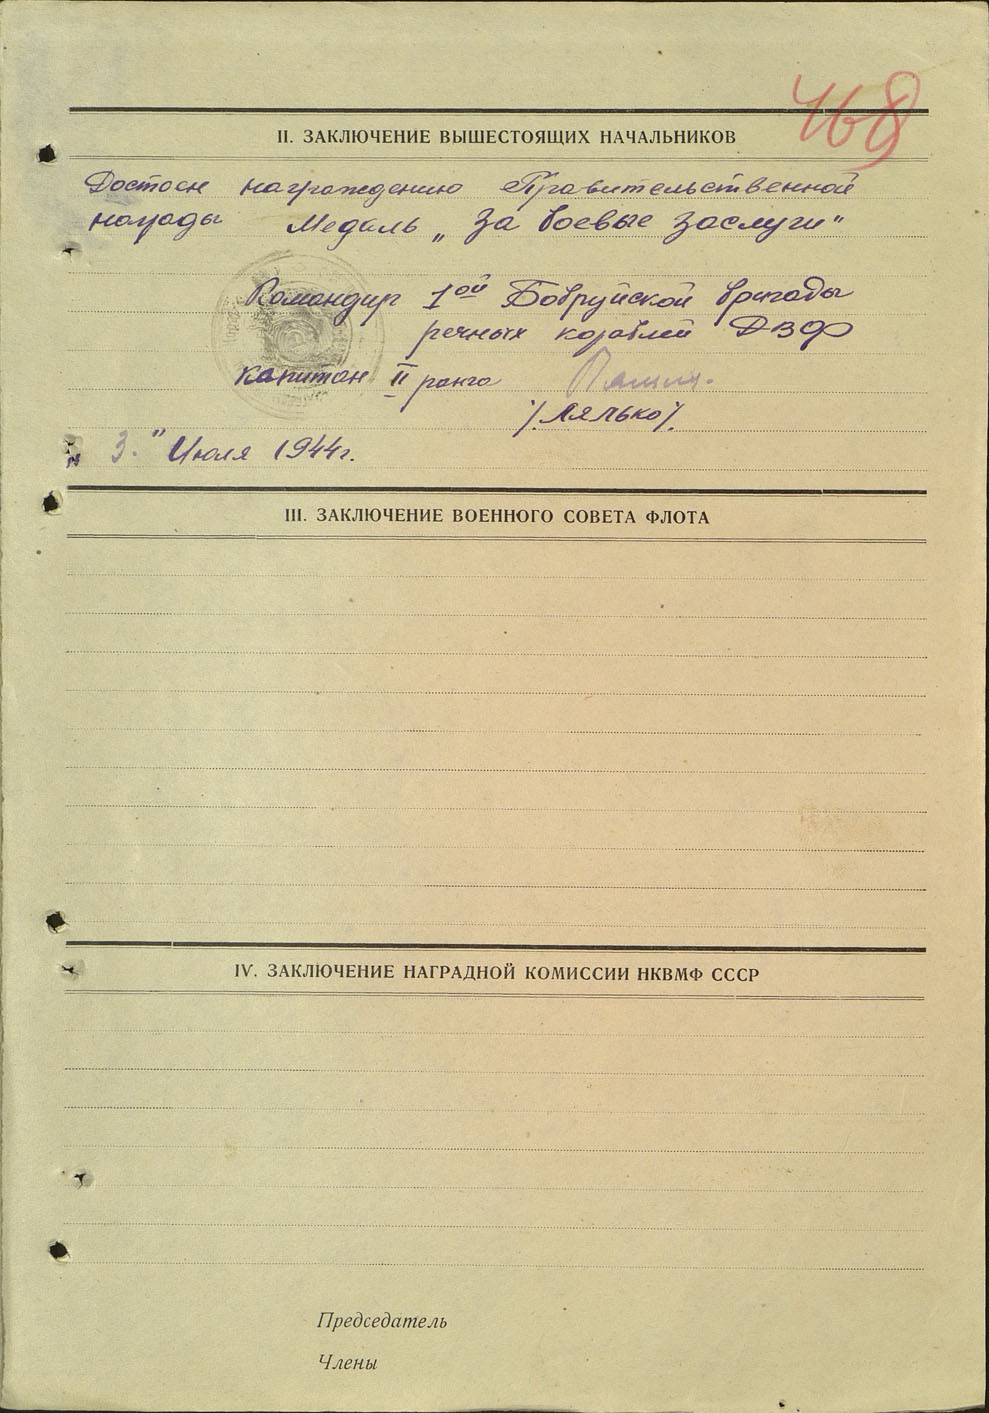 468
II. ЗАКЛЮЧЕНИЕ ВЫШЕСТОЯЩИХ НАЧАЛЬНИКОВ
Достоен награждению Правительственной
награды Медаль „За боевые заслуги"
Командир 1ой Бобруйской бригады
речных кораблей ДВФ
капитан II ранга
/.Лялько/.
3." Июля 1944г.
III. ЗАКЛЮЧЕНИЕ ВОЕННОГО СОВЕТА ФЛОТА
IV. ЗАКЛЮЧЕНИЕ НАГРАДНОЙ КОМИССИИ НКВМФ СССР
Председатель
Члены